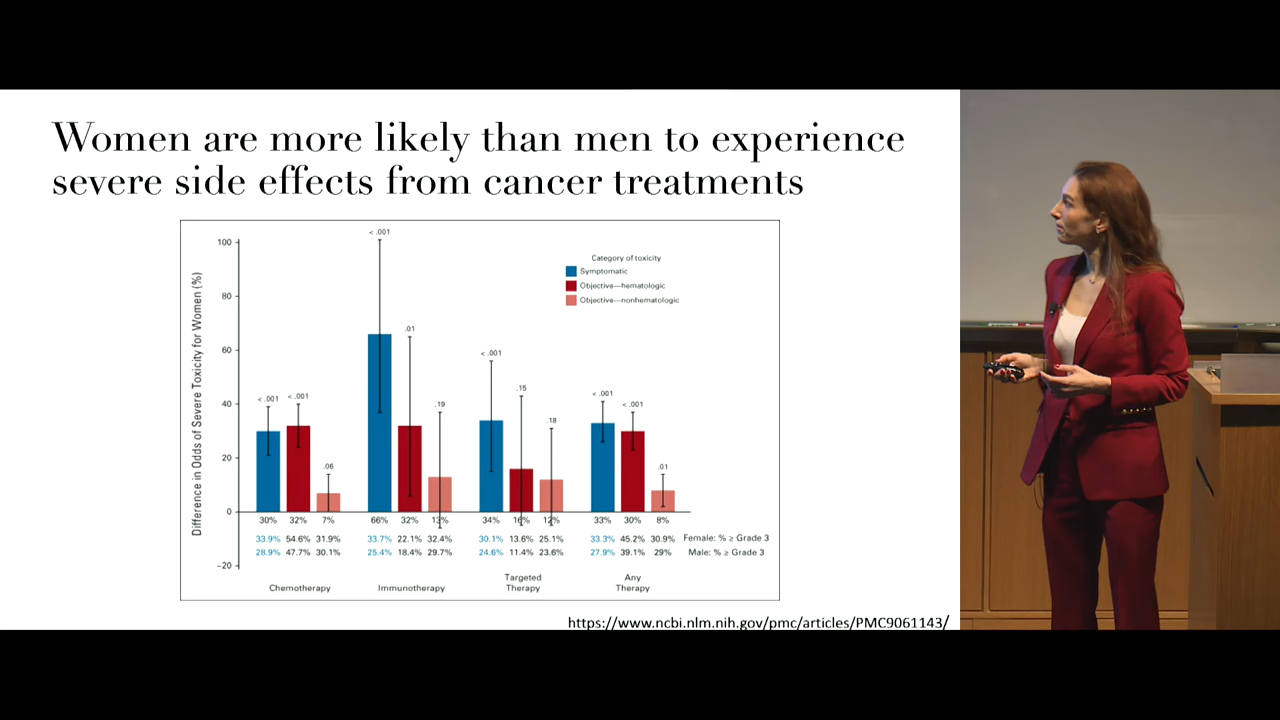 Women are more likely than men to experience
severe side effects from cancer treatments
Difference in Odds of Severe Toxicity for Women (%)
100
80
60
40
20
0
–20
Category of toxicity
Symptomatic
Objective—hematologic
Objective—nonhematologic
< .001 < .001 .06
< .001 .01 .19
< .001 .15 .18
< .001 < .001 .01
30% 32% 7% 66% 32% 13% 34% 16% 12% 33% 30% 8%
33.9% 54.6% 31.9% 33.7% 22.1% 32.4% 30.1% 13.6% 25.1% 33.3% 45.2% 30.9% Female: % ≥ Grade 3
28.9% 47.7% 30.1% 25.4% 18.4% 29.7% 24.6% 11.4% 23.6% 27.9% 39.1% 29% Male: % ≥ Grade 3
Chemotherapy
Immunotherapy
Targeted
Therapy
Any
Therapy
https://www.ncbi.nlm.nih.gov/pmc/articles/PMC9061143/